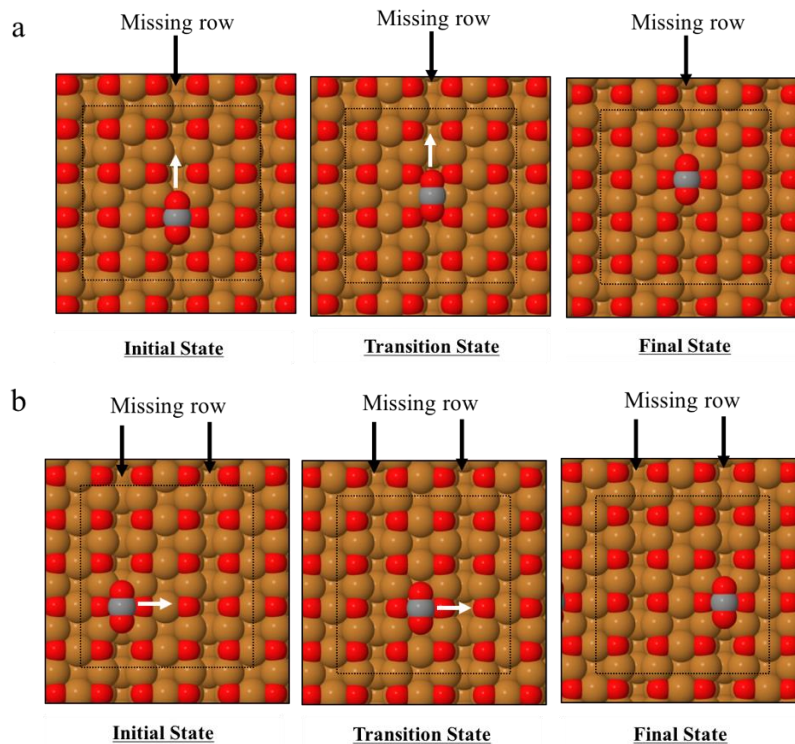 a
Missing row
Missing row
Missing row
Initial State
Transition State
Final State
b
Missing row
Missing row
Missing row
Initial State
Transition State
Final State